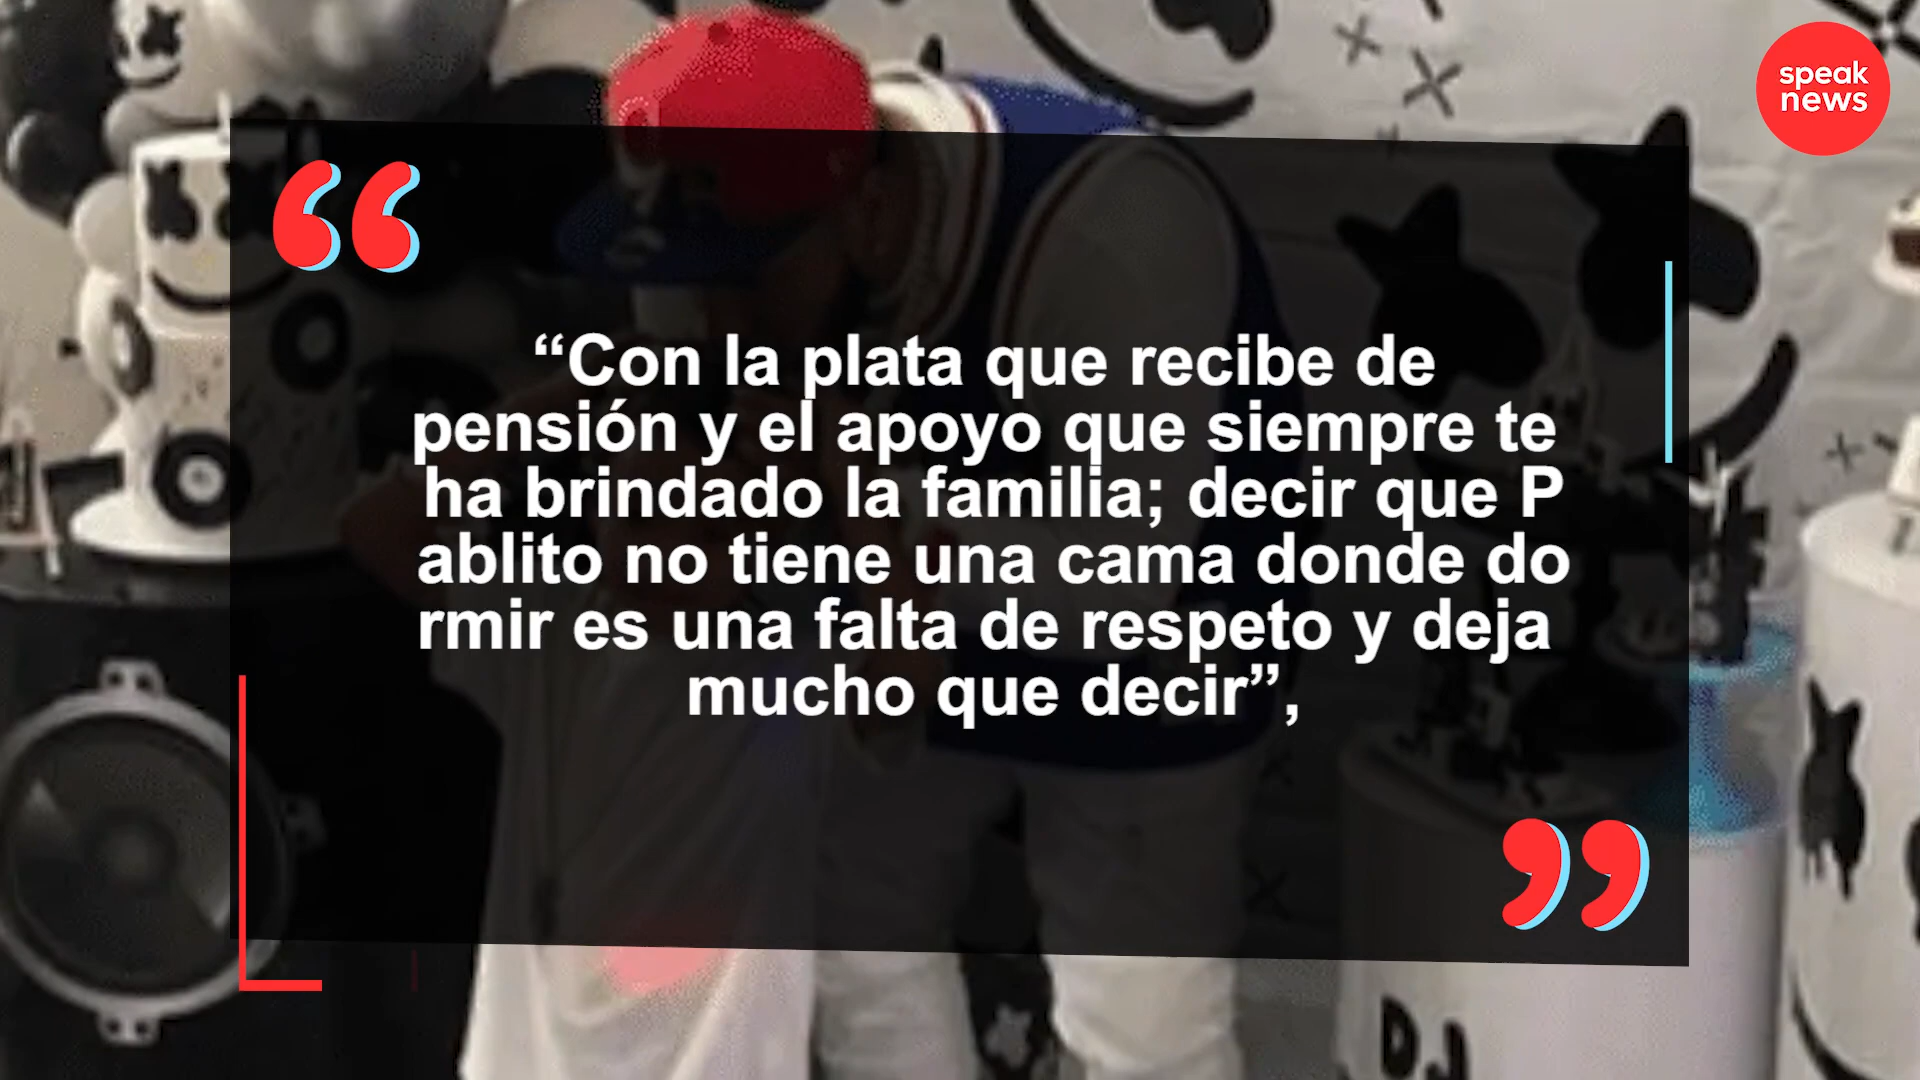 speak
news
“Con la plata que recibe de
pensión y el apoyo que siempre te
ha brindado la familia; decir que P
ablito no tiene una cama donde do
rmir es una falta de respeto y deja
mucho que decir”,
DJ